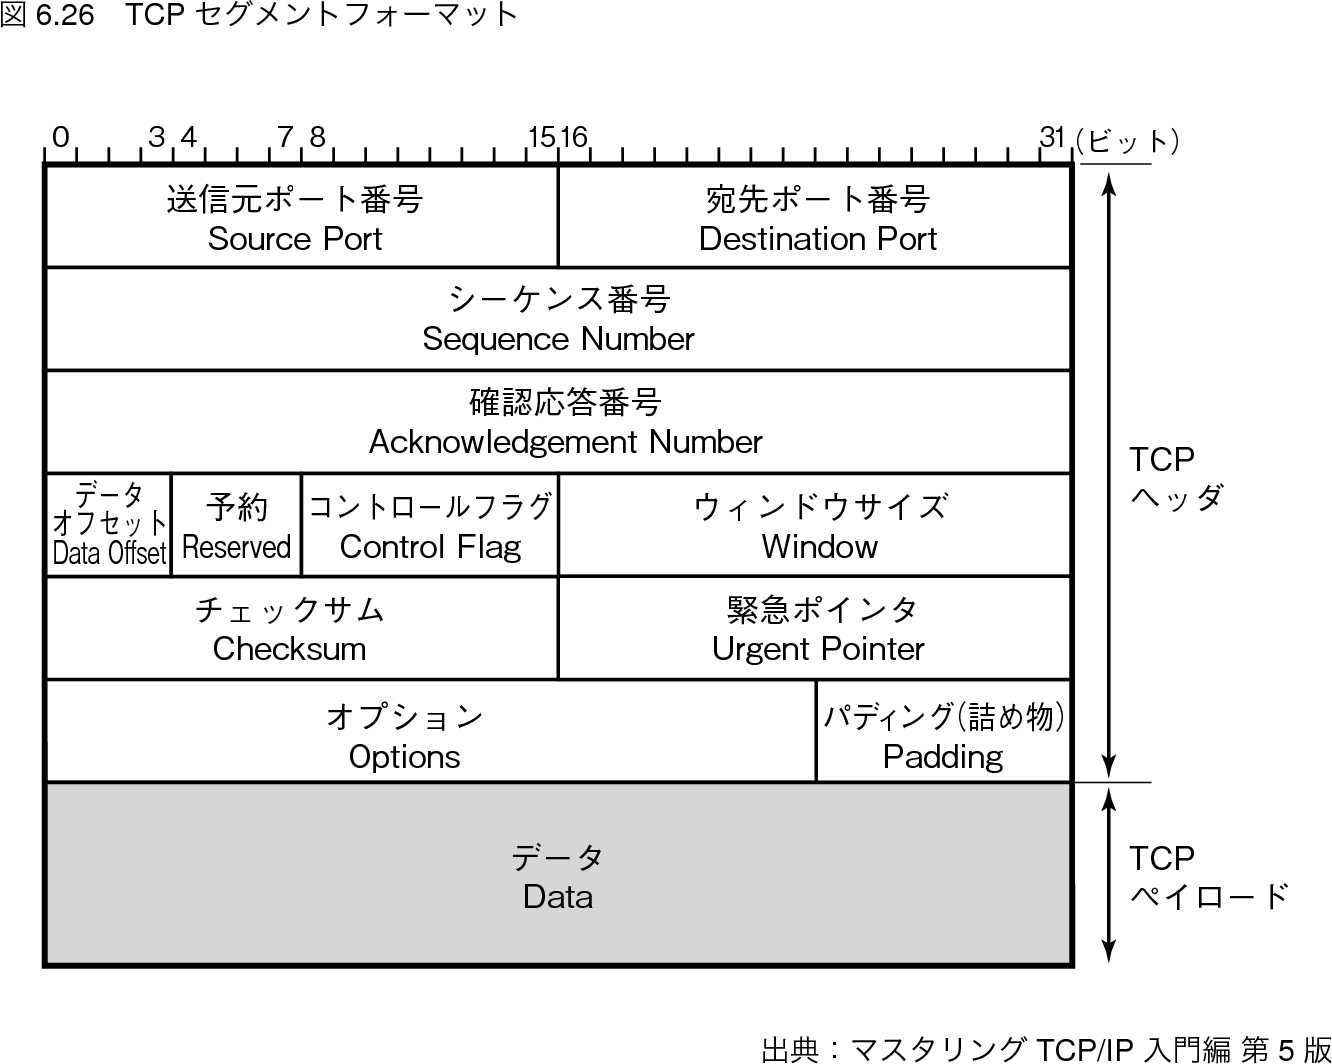 図 6.26　TCP セグメントフォーマット
0 3 4 7 8 15 16 31 (ビット)
送信元ポート番号
Source Port
宛先ポート番号
Destination Port
シーケンス番号
Sequence Number
確認応答番号
Acknowledgement Number
データ
オフセット
Data Offset
予約
Reserved
コントロールフラグ
Control Flag
ウィンドウサイズ
Window
チェックサム
Checksum
緊急ポインタ
Urgent Pointer
オプション
Options
パディング(詰め物)
Padding
TCP
ヘッダ
データ
Data
TCP
ペイロード
出典：マスタリング TCP/IP 入門編 第 5 版